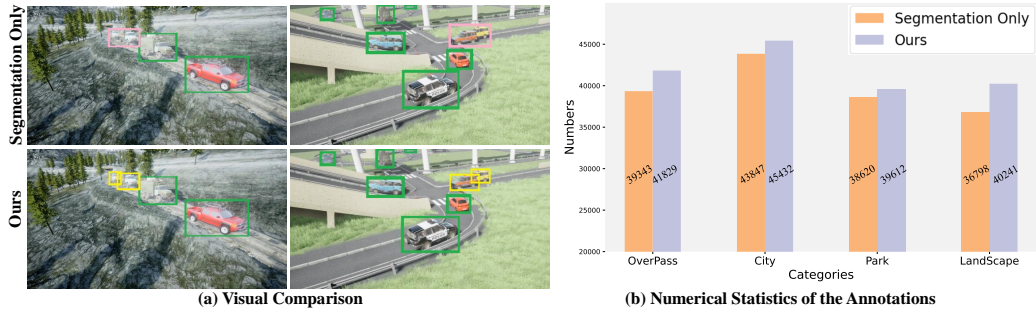 Segmentation Only
Ours
(a) Visual Comparison
Segmentation Only
Ours
Numbers
45000
40000
35000
30000
25000
20000
39343
41829
43847
45432
38620
39612
36798
40241
OverPass
City
Park
LandScape
Categories
(b) Numerical Statistics of the Annotations